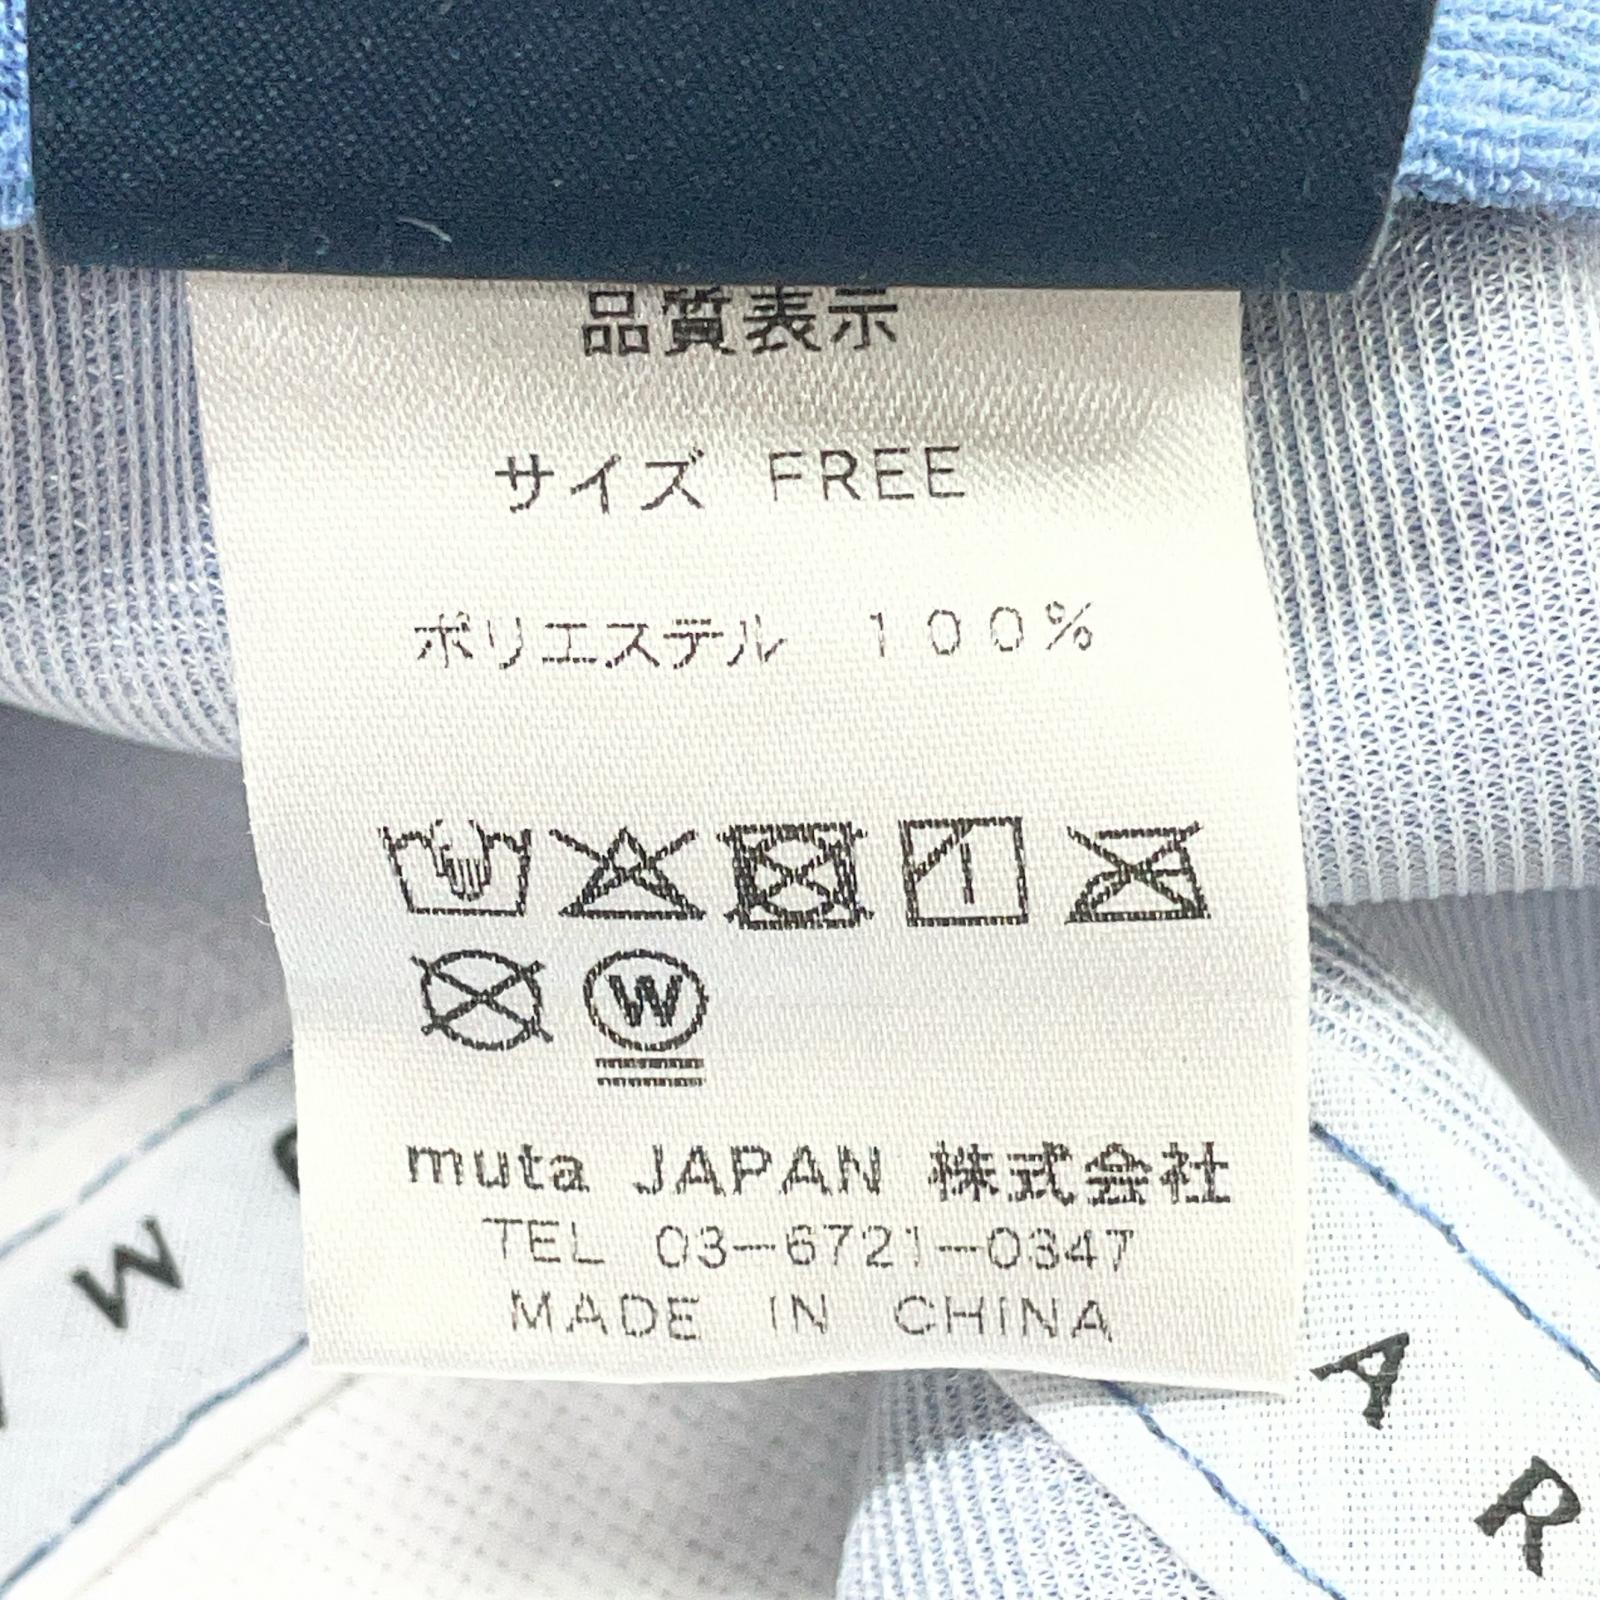 品質表示
サイズ FREE
ポリエステル 100%
W
muta JAPAN 株式会社
TEL 03-6721-0347
MADE IN CHINA
W
A
R